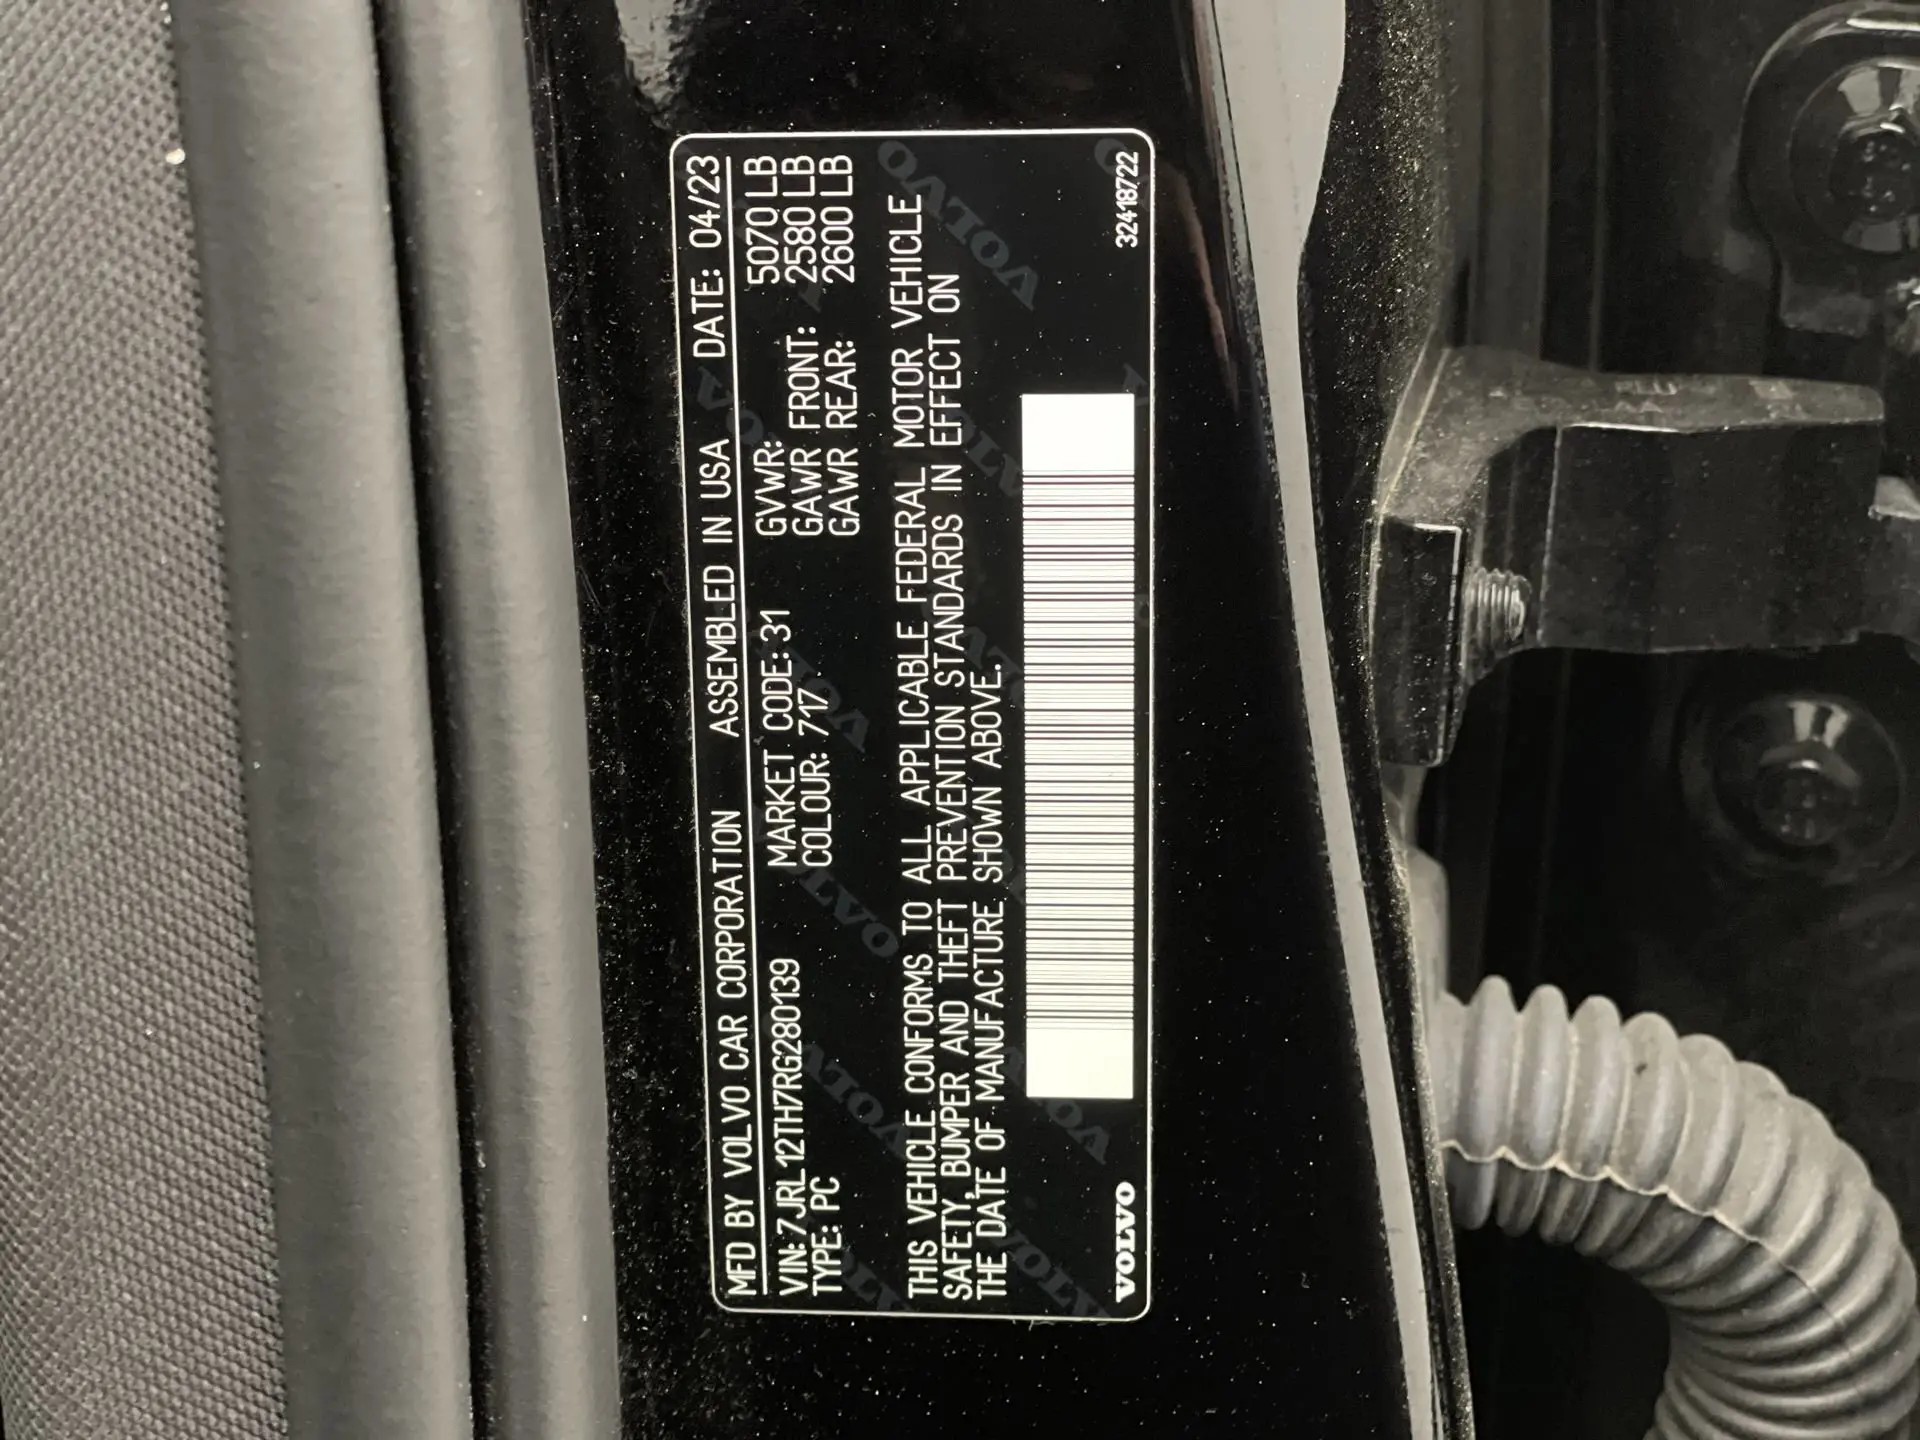 MFD BY VOLVO CAR CORPORATION ASSEMBLED IN USA DATE: 04/23
VIN: 7JRL12TH7RG280139 MARKET CODE: 31 GVWR: 5070 LB
TYPE: PC COLOUR: 717 GAWR FRONT: 2580 LB
GAWR REAR: 2600 LB
THIS VEHICLE CONFORMS TO ALL APPLICABLE FEDERAL MOTOR VEHICLE
SAFETY, BUMPER AND THEFT PREVENTION STANDARDS IN EFFECT ON
THE DATE OF MANUFACTURE SHOWN ABOVE.
VOLVO 32418722